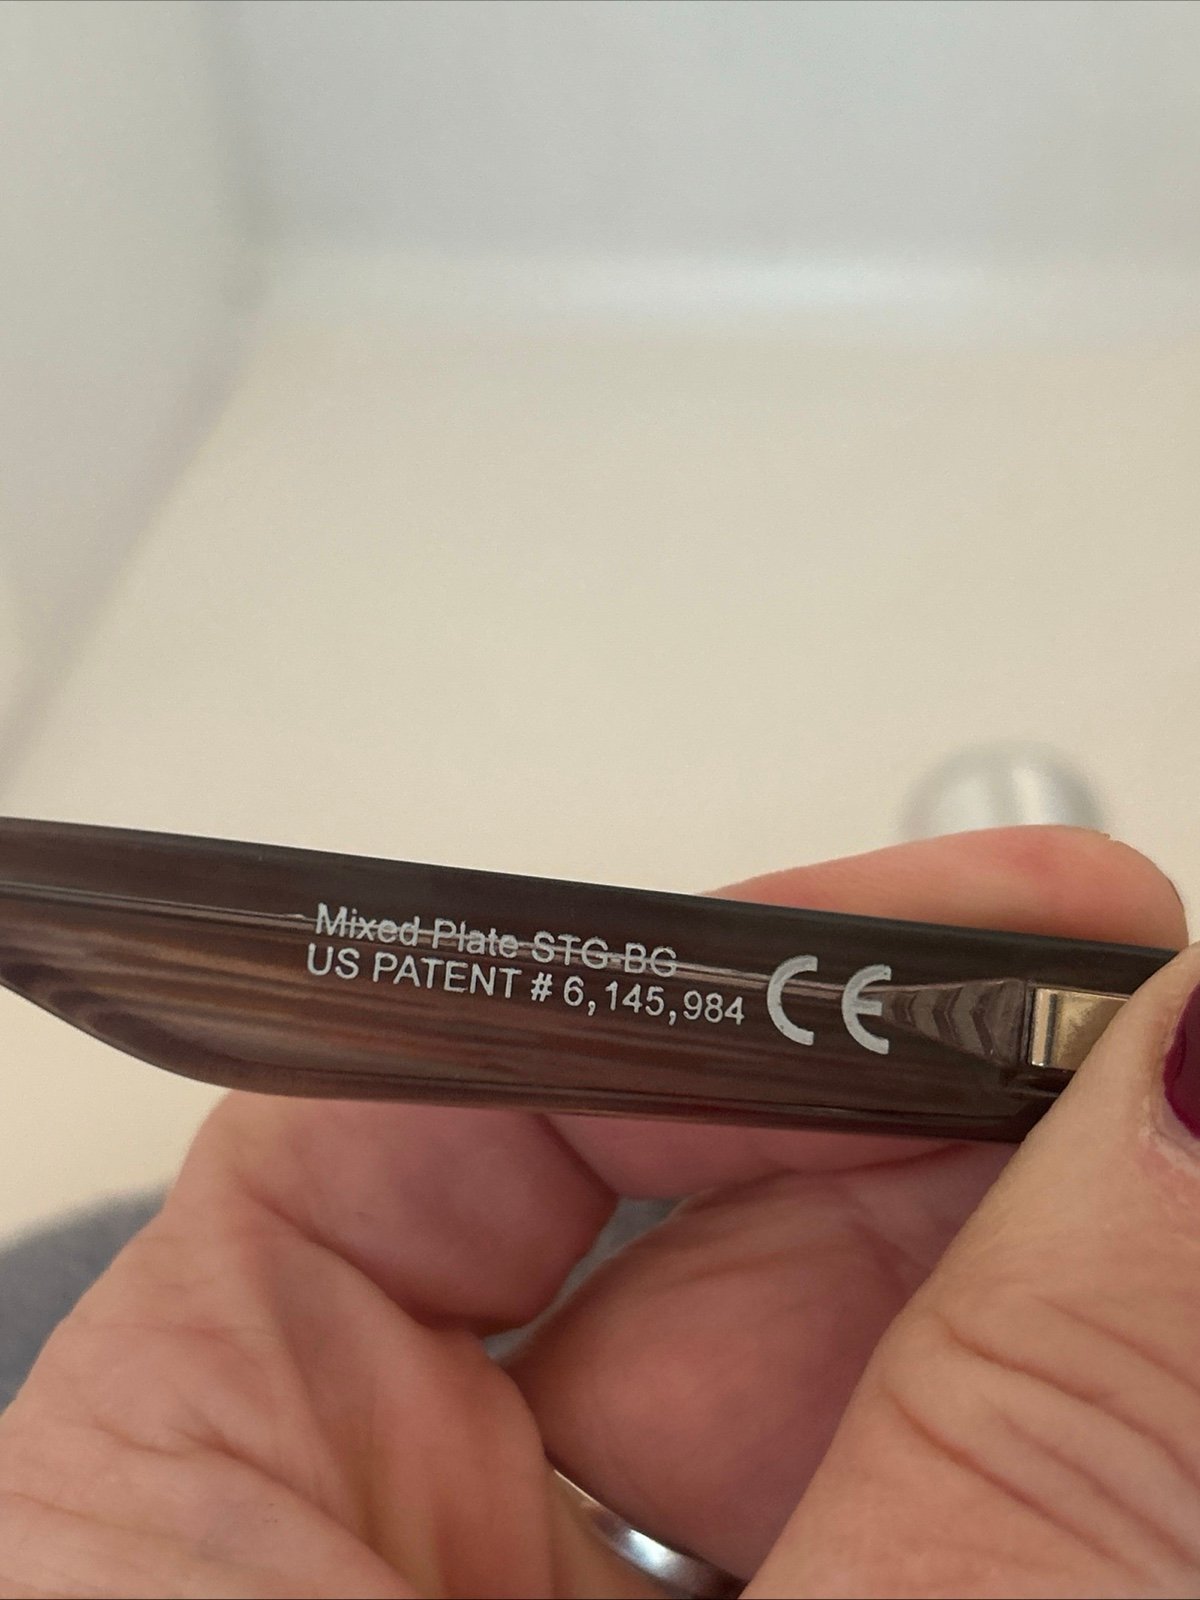 Mixed Plate STG-BG
US PATENT # 6,145,984 CE